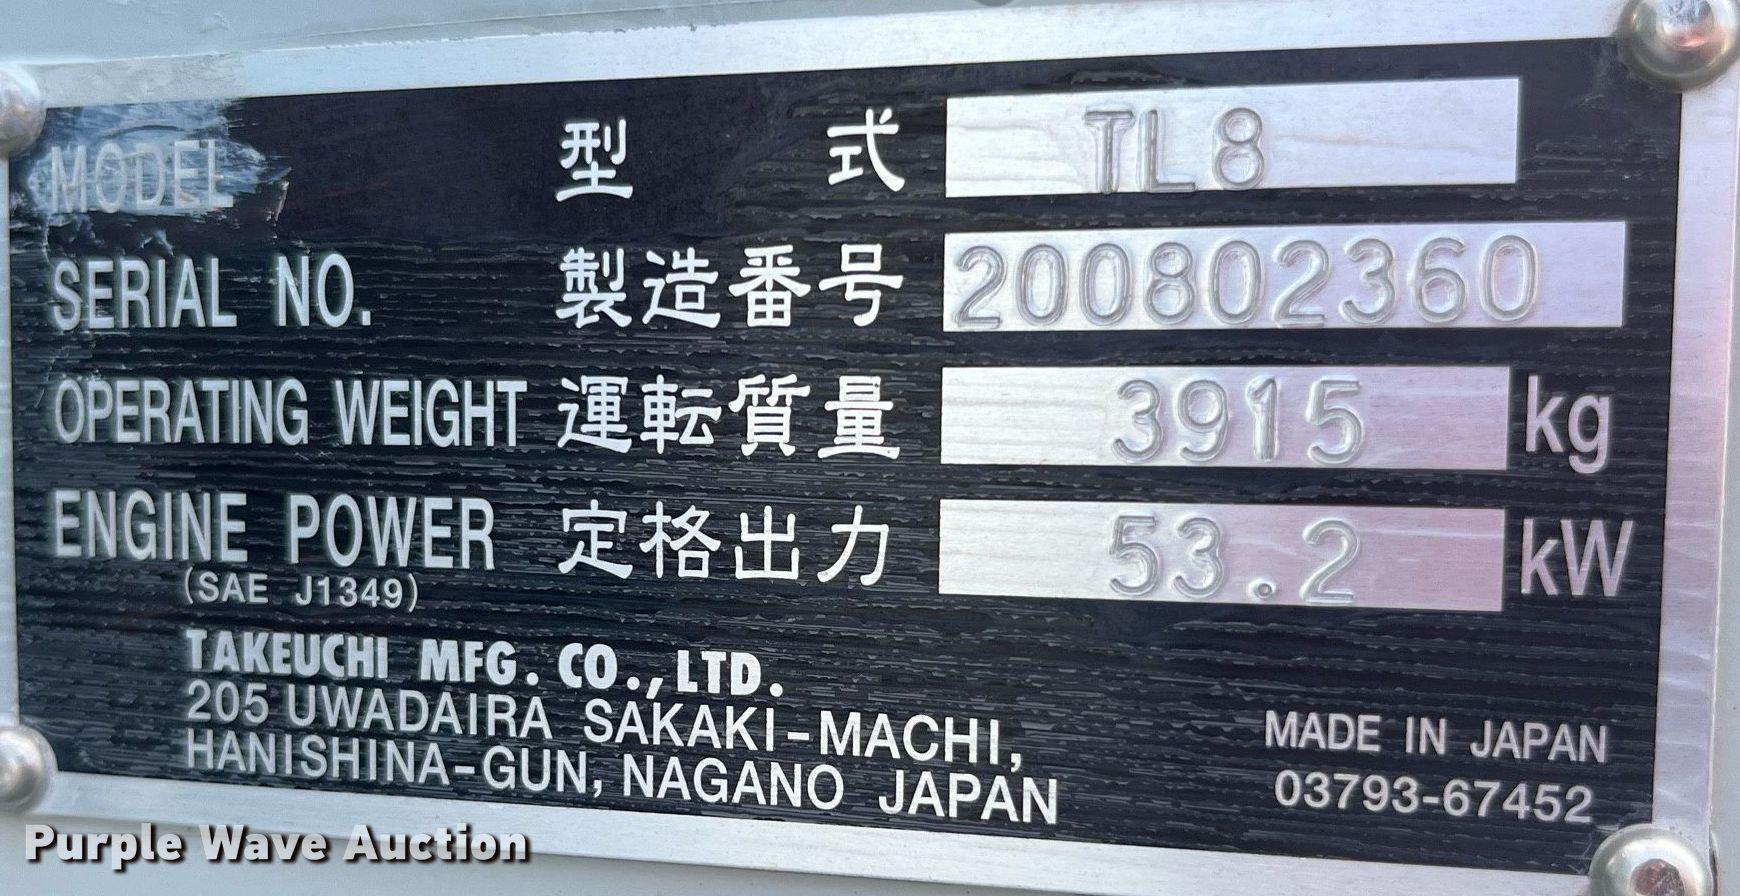 MODEL 型式 TL8
SERIAL NO. 製造番号 200802360
OPERATING WEIGHT 運転質量 3915 kg
ENGINE POWER 定格出力 53.2 kW
(SAE J1349)
TAKEUCHI MFG. CO., LTD.
205 UWADAIRA SAKAKI-MACHI,
HANISHINA-GUN, NAGANO JAPAN
MADE IN JAPAN
03793-67452
Purple Wave Auction